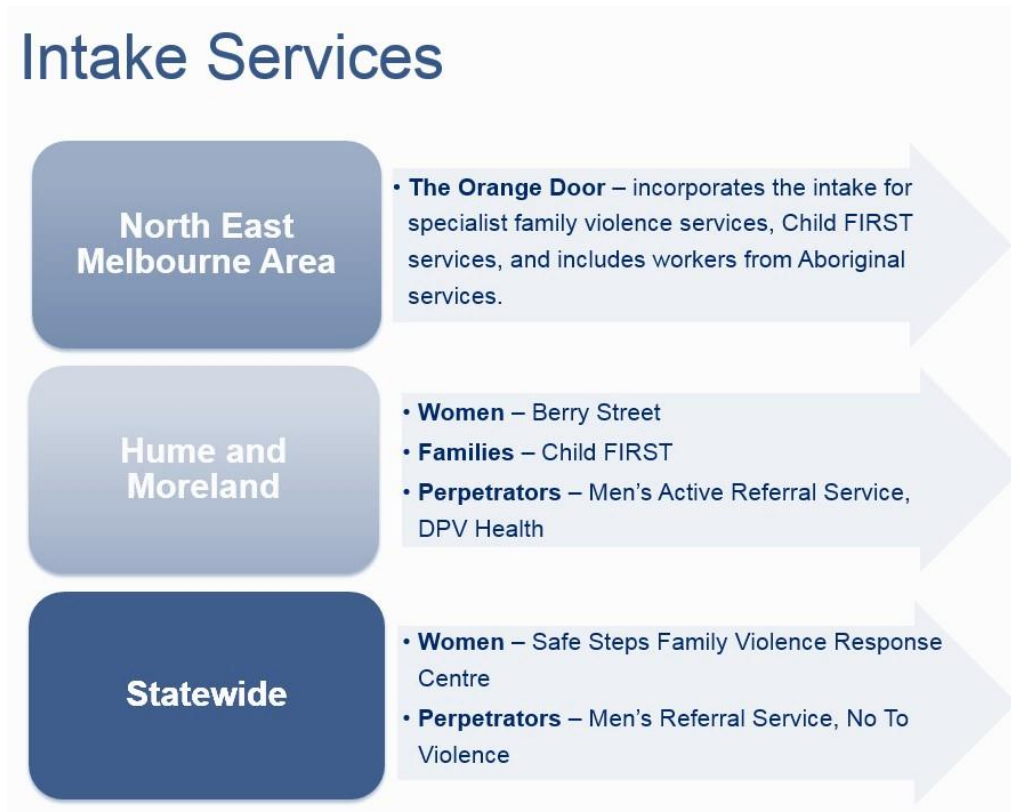 Intake Services
North East
Melbourne Area
• The Orange Door – incorporates the intake for
specialist family violence services, Child FIRST
services, and includes workers from Aboriginal
services.
Hume and
Moreland
• Women – Berry Street
• Families – Child FIRST
• Perpetrators – Men’s Active Referral Service,
DPV Health
Statewide
• Women – Safe Steps Family Violence Response
Centre
• Perpetrators – Men’s Referral Service, No To
Violence